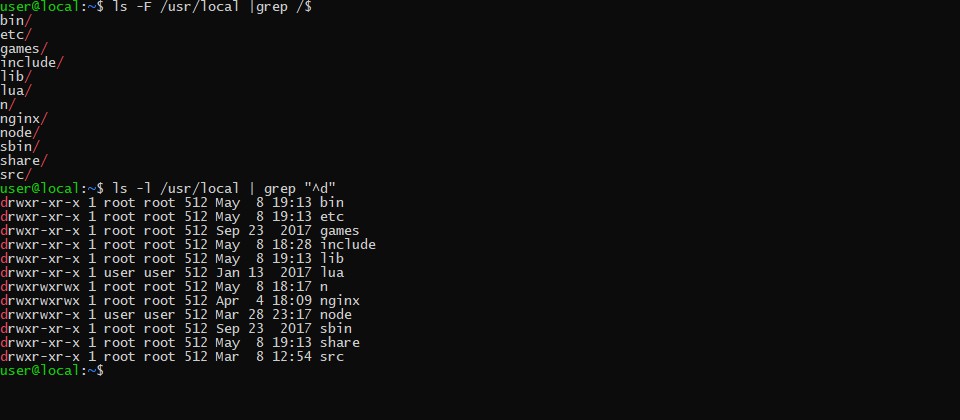 user@local:~$ ls -F /usr/local |grep /$
bin/
etc/
games/
include/
lib/
lua/
n/
nginx/
node/
sbin/
share/
src/
user@local:~$ ls -l /usr/local | grep "^d"
drwxr-xr-x 1 root root 512 May  8 19:13 bin
drwxr-xr-x 1 root root 512 May  8 19:13 etc
drwxr-xr-x 1 root root 512 Sep 23  2017 games
drwxr-xr-x 1 root root 512 May  8 18:28 include
drwxr-xr-x 1 root root 512 May  8 19:13 lib
drwxr-xr-x 1 user user 512 Jan 13  2017 lua
drwxrwxrwx 1 root root 512 May  8 18:17 n
drwxrwxrwx 1 root root 512 Apr  4 18:09 nginx
drwxr-xr-x 1 user user 512 Mar 28 23:17 node
drwxr-xr-x 1 root root 512 Sep 23  2017 sbin
drwxr-xr-x 1 root root 512 May  8 19:13 share
drwxr-xr-x 1 root root 512 Mar  8 12:54 src
user@local:~$